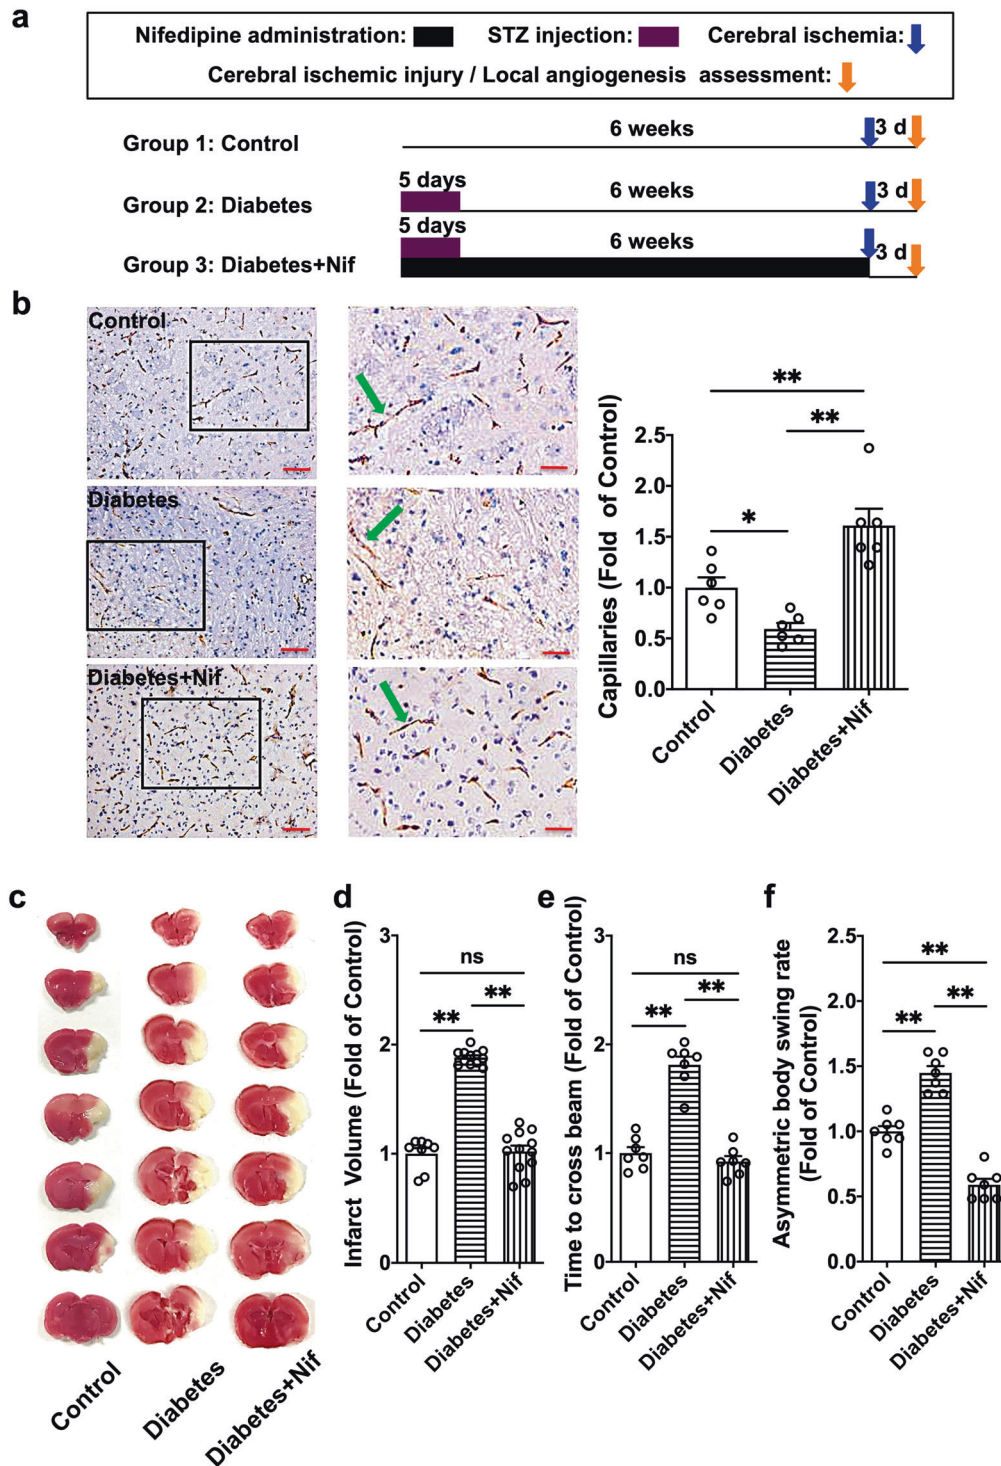 a
Nifedipine administration: STZ injection: Cerebral ischemia:
Cerebral ischemic injury / Local angiogenesis assessment:
Group 1: Control 6 weeks 3 d
5 days
Group 2: Diabetes 6 weeks 3 d
5 days
Group 3: Diabetes+Nif 6 weeks 3 d
b
Control
Diabetes
Diabetes+Nif
Capillaries (Fold of Control)
2.5
2.0
1.5
1.0
0.5
0.0
**
**
*
Control
Diabetes
Diabetes+Nif
c
Control
Diabetes
Diabetes+Nif
d
Infarct Volume (Fold of Control)
3
2
1
0
ns
**
**
Control
Diabetes
Diabetes+Nif
e
Time to cross beam (Fold of Control)
3
2
1
0
ns
**
**
Control
Diabetes
Diabetes+Nif
f
Asymmetric body swing rate
(Fold of Control)
2.5
2.0
1.5
1.0
0.5
0.0
**
**
**
Control
Diabetes
Diabetes+Nif